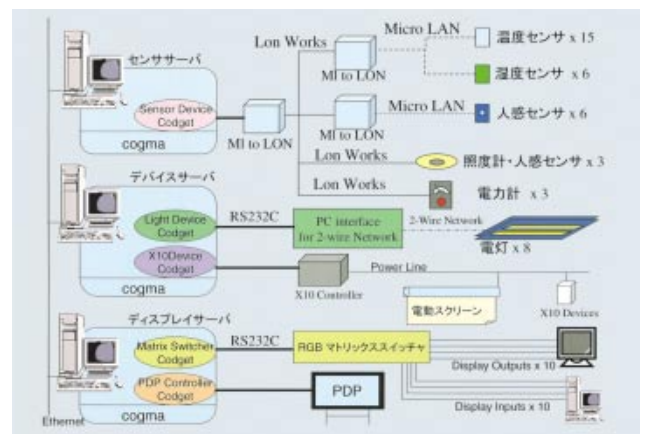 Micro LAN
Lon Works
温度センサ x 15
センササーバ
MI to LON
湿度センサ x 6
Sensor Device
Codget
Micro LAN
人感センサ x 6
cogma
MI to LON
MI to LON
Lon Works
照度計・人感センサ x 3
デバイスサーバ
Lon Works
電力計 x 3
Light Device
Codget
RS232C
PC interface
for 2-wire Network
2-Wire Network
電灯 x 8
X10Device
Codget
Power Line
cogma
X10 Controller
電動スクリーン
X10 Devices
ディスプレイサーバ
Matrix Switcher
Codget
RS232C
RGB マトリックススイッチャ
Display Outputs x 10
PDP Controller
Codget
PDP
Display Inputs x 10
cogma
Ethernet